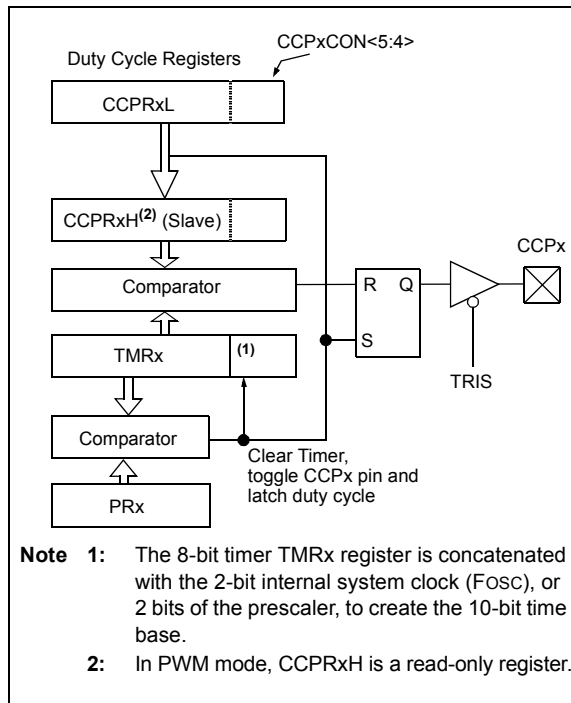 CCPxCON<5:4>
Duty Cycle Registers
CCPRxL
CCPRxH(2) (Slave)
CCPx
Comparator
R Q
TMRx
(1)
S
TRIS
Comparator
Clear Timer,
toggle CCPx pin and
latch duty cycle
PRx
Note 1: The 8-bit timer TMRx register is concatenated
with the 2-bit internal system clock (FOSC), or
2 bits of the prescaler, to create the 10-bit time
base.
2: In PWM mode, CCPRxH is a read-only register.